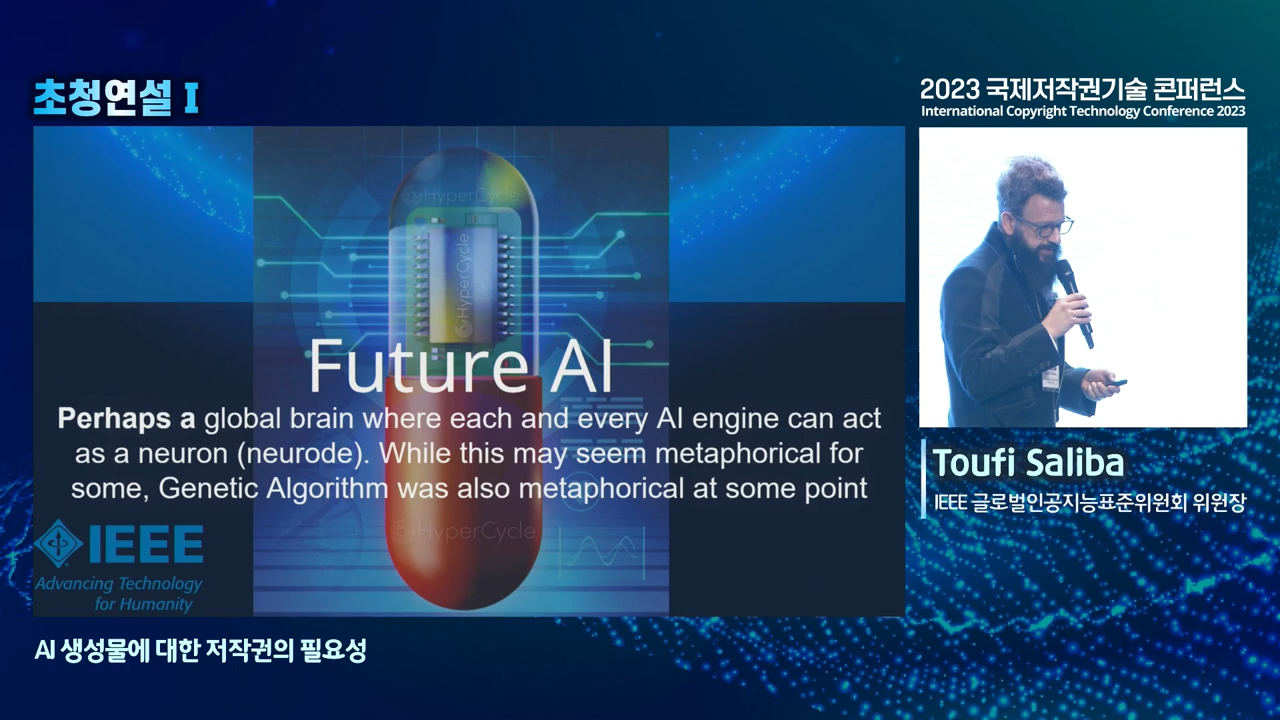 초청연설 I
2023 국제저작권기술 콘퍼런스
International Copyright Technology Conference 2023
HyperCycle
HyperCycle
Future AI
Perhaps a global brain where each and every AI engine can act
as a neuron (neurode). While this may seem metaphorical for
some, Genetic Algorithm was also metaphorical at some point
HyperCycle
IEEE
Advancing Technology
for Humanity
Toufi Saliba
IEEE 글로벌인공지능표준위원회 위원장
AI 생성물에 대한 저작권의 필요성